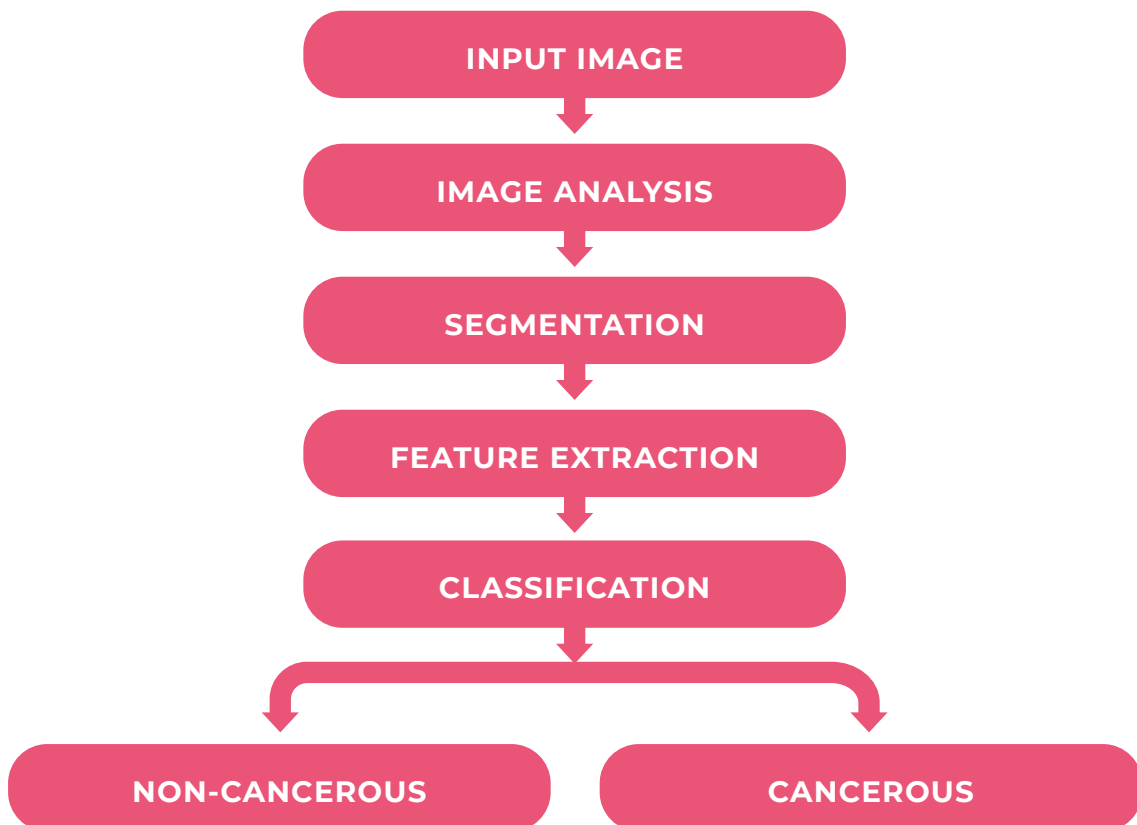 INPUT IMAGE
IMAGE ANALYSIS
SEGMENTATION
FEATURE EXTRACTION
CLASSIFICATION
NON-CANCEROUS
CANCEROUS